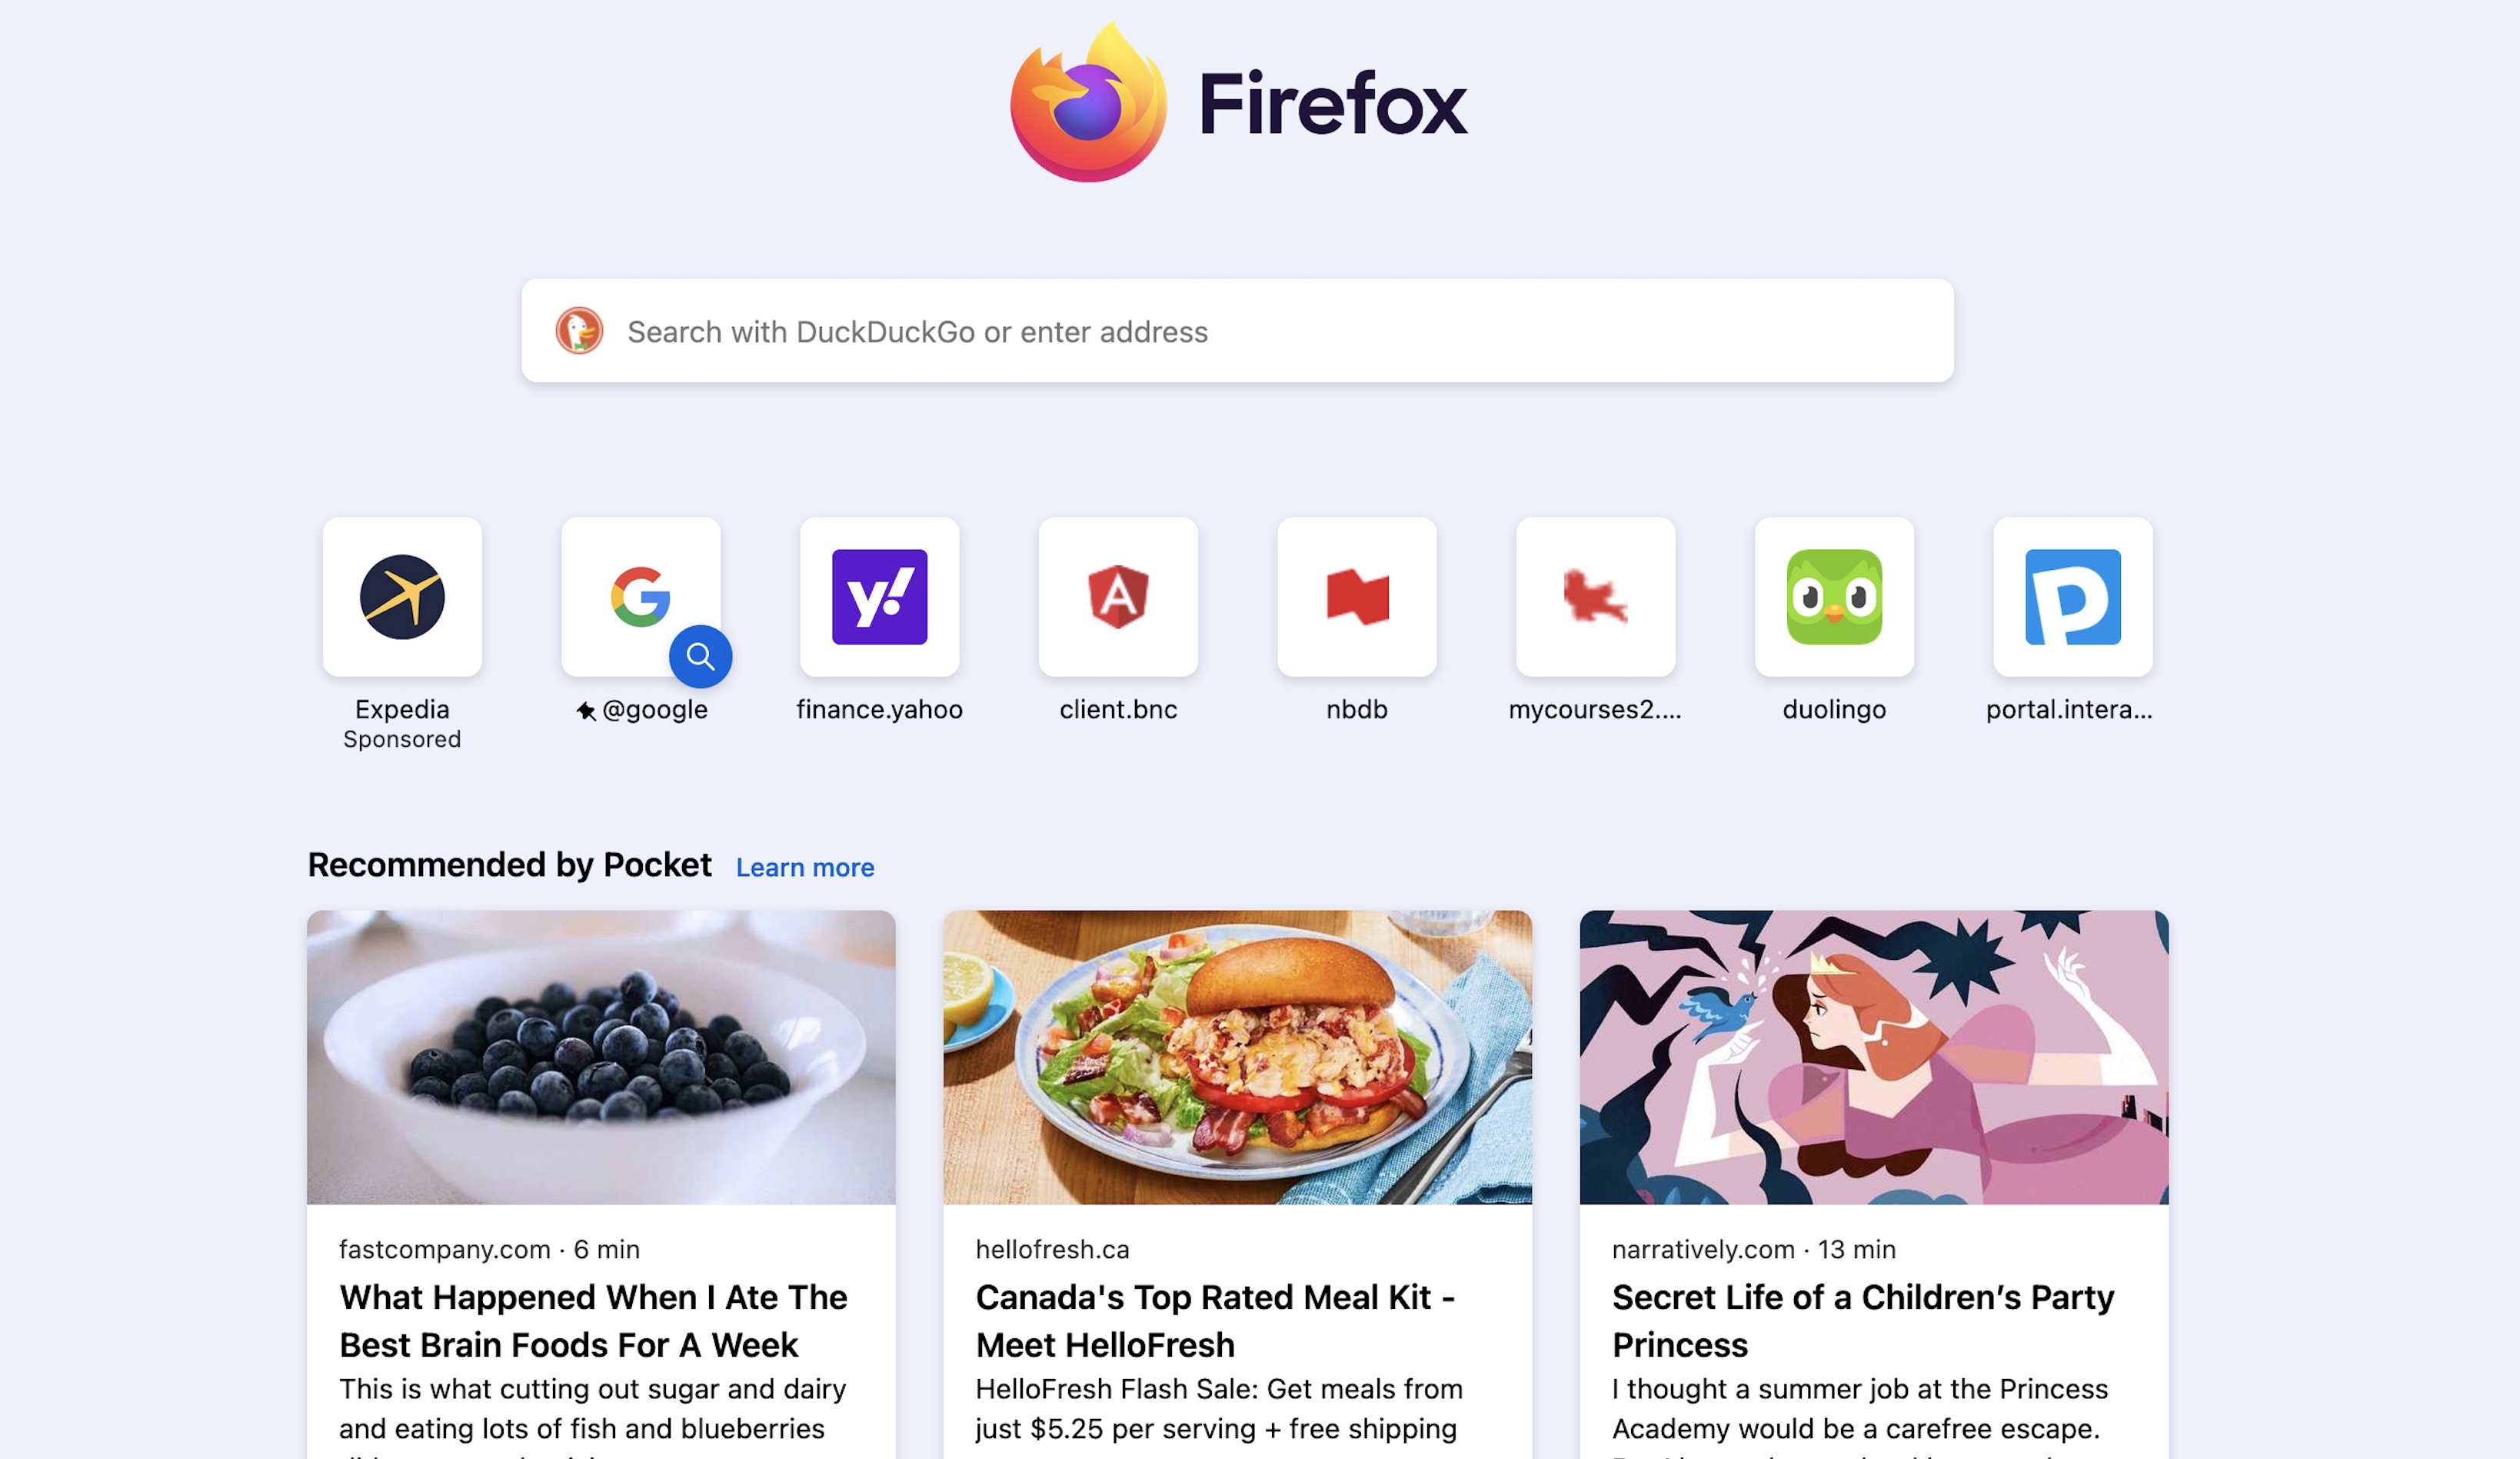 Firefox
Search with DuckDuckGo or enter address
Expedia
Sponsored
@google
finance.yahoo
client.bnc
nbdb
mycourses2....
duolingo
portal.intera...
Recommended by Pocket Learn more
fastcompany.com · 6 min
What Happened When I Ate The
Best Brain Foods For A Week
This is what cutting out sugar and dairy
and eating lots of fish and blueberries
hellofresh.ca
Canada's Top Rated Meal Kit -
Meet HelloFresh
HelloFresh Flash Sale: Get meals from
just $5.25 per serving + free shipping
narratively.com · 13 min
Secret Life of a Children’s Party
Princess
I thought a summer job at the Princess
Academy would be a carefree escape.